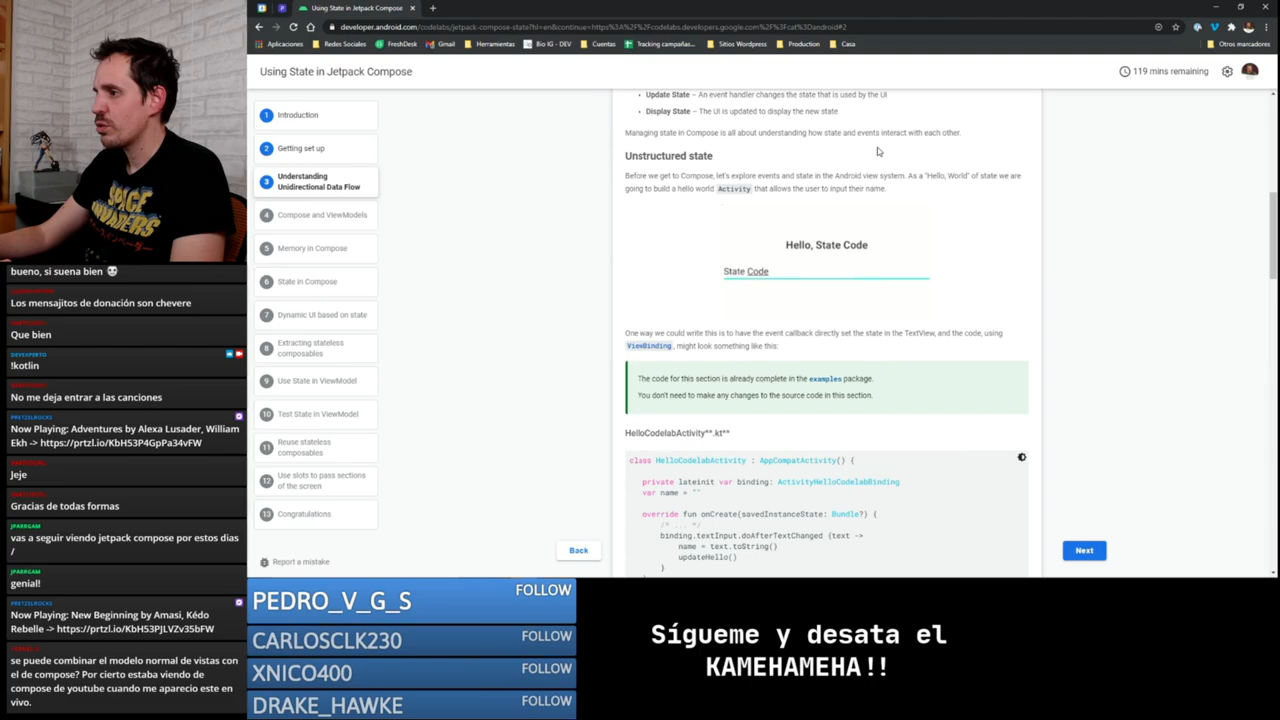 Using State in Jetpack Compose
developer.android.com/codelabs/jetpack-compose-state?hl=en&continue=https%3A%2F%2Fcodelabs.developers.google.com%2F%3Fcat%3Dandroid#2
Aplicaciones
Redes Sociales
FreshDesk
Gmail
Herramientas
Bio IG - DEV
Cuentas
Tracking campañas...
Sitios Wordpress
Production
Casa
Otros marcadores
Using State in Jetpack Compose
119 mins remaining
1 Introduction
2 Getting set up
3 Understanding
Unidirectional Data Flow
4 Compose and ViewModels
5 Memory in Compose
6 State in Compose
7 Dynamic UI based on state
8 Extracting stateless
composables
9 Use State in ViewModel
10 Test State in ViewModel
11 Reuse stateless
composables
12 Use slots to pass sections
of the screen
13 Congratulations
Report a mistake
Update State – An event handler changes the state that is used by the UI
Display State – The UI is updated to display the new state
Managing state in Compose is all about understanding how state and events interact with each other.
Unstructured state
Before we get to Compose, let's explore events and state in the Android view system. As a "Hello, World" of state we are
going to build a hello world Activity that allows the user to input their name.
Hello, State Code
State Code
One way we could write this is to have the event callback directly set the state in the TextView, and the code, using
ViewBinding, might look something like this:
The code for this section is already complete in the examples package.
You don't need to make any changes to the source code in this section.
HelloCodelabActivity**.kt**
class HelloCodelabActivity : AppCompatActivity() {
private lateinit var binding: ActivityHelloCodelabBinding
var name = ""
override fun onCreate(savedInstanceState: Bundle?) {
/* ... */
binding.textInput.doAfterTextChanged {text ->
name = text.toString()
updateHello()
}
Back
Next
SPACE
INVADERS
bueno, si suena bien 💀
Los mensajitos de donación son chevere
Que bien
DEVEXPERTO
!kotlin
No me deja entrar a las canciones
PRETZELROCKS
Now Playing: Adventures by Alexa Lusader, William
Ekh -> https://prtzl.io/KbH53P4GpPa34vFW
Jeje
Gracias de todas formas
JPARRGAM
vas a seguir viendo jetpack compose por estos dias
/
JPARRGAM
genial!
PRETZELROCKS
Now Playing: New Beginning by Amasi, Kédo
Rebelle -> https://prtzl.io/KbH53PJLVZv35bFW
se puede combinar el modelo normal de vistas con
el de compose? Por cierto estaba viendo de
compose de youtube cuando me aparecio este en
vivo.
PEDRO_V_G_S FOLLOW
CARLOSCLK230 FOLLOW
XNICO400 FOLLOW
DRAKE_HAWKE FOLLOW
Sígueme y desata el
KAMEHAMEHA!!